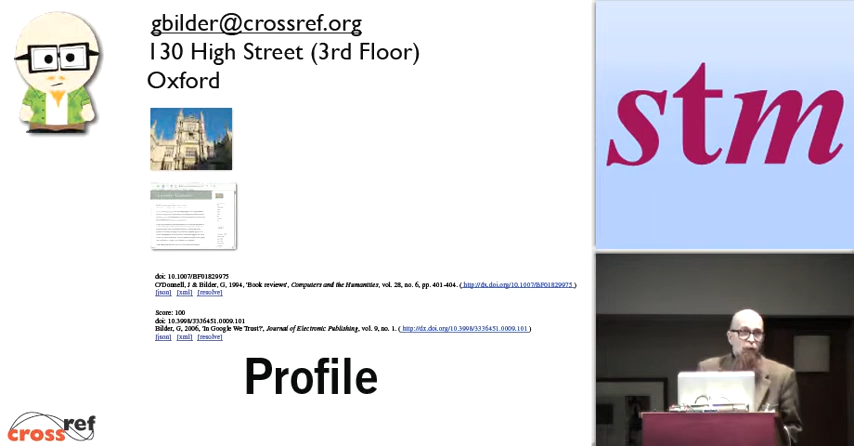 gbilder@crossref.org
130 High Street (3rd Floor)
Oxford
doi: 10.1007/BF01829975
O'Donnell, J & Bilder, G, 1994, 'Book reviews', Computers and the Humanities, vol. 28, no. 6, pp. 401-404. ( http://dx.doi.org/10.1007/BF01829975 )
[json] [xml] [resolve]
Score: 100
doi: 10.3998/3336451.0009.101
Bilder, G, 2006, 'In Google We Trust?', Journal of Electronic Publishing, vol. 9, no. 1. ( http://dx.doi.org/10.3998/3336451.0009.101 )
[json] [xml] [resolve]
Profile
crossref
stm